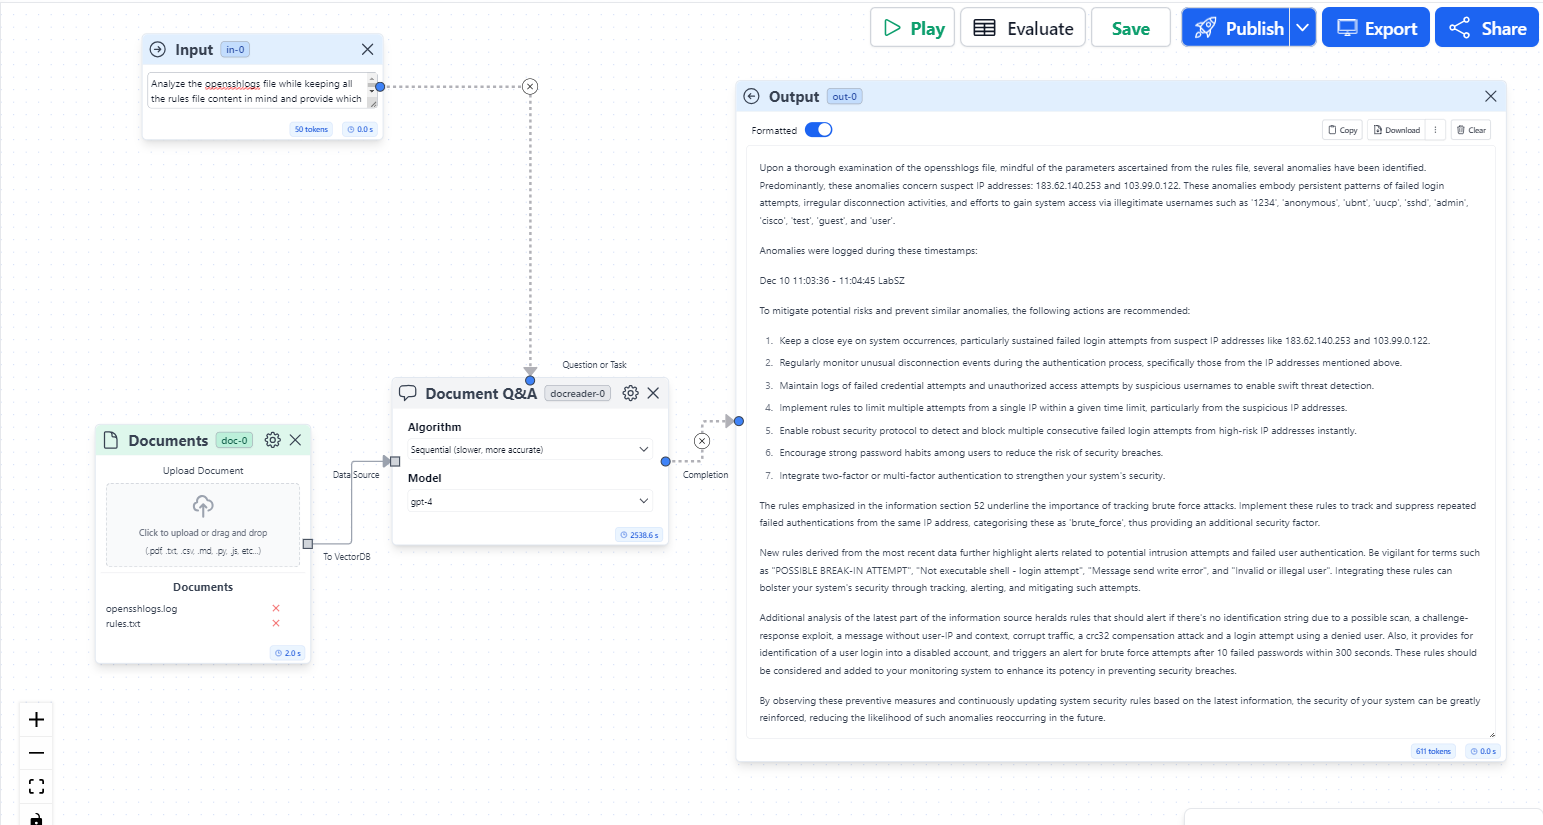 Play
Evaluate
Save
Publish
Export
Share
Input in-0
Analyze the opensshlogs file while keeping all
the rules file content in mind and provide which
50 tokens
0.0 s
Question or Task
Document Q&A docreader-0
Algorithm
Sequential (slower, more accurate)
Model
gpt-4
2538.6 s
Data Source
Completion
To VectorDB
Documents doc-0
Upload Document
Click to upload or drag and drop
(.pdf .txt, .csv, .md, .py, .js, etc...)
Documents
opensshlogs.log
rules.txt
2.0 s
Output out-0
Formatted
Copy
Download
Clear
Upon a thorough examination of the opensshlogs file, mindful of the parameters ascertained from the rules file, several anomalies have been identified.
Predominantly, these anomalies concern suspect IP addresses: 183.62.140.253 and 103.99.0.122. These anomalies embody persistent patterns of failed login
attempts, irregular disconnection activities, and efforts to gain system access via illegitimate usernames such as '1234', 'anonymous', 'ubnt', 'uucp', 'sshd', 'admin',
'cisco', 'test', 'guest', and 'user'.
Anomalies were logged during these timestamps:
Dec 10 11:03:36 - 11:04:45 LabSZ
To mitigate potential risks and prevent similar anomalies, the following actions are recommended:
1. Keep a close eye on system occurrences, particularly sustained failed login attempts from suspect IP addresses like 183.62.140.253 and 103.99.0.122.
2. Regularly monitor unusual disconnection events during the authentication process, specifically those from the IP addresses mentioned above.
3. Maintain logs of failed credential attempts and unauthorized access attempts by suspicious usernames to enable swift threat detection.
4. Implement rules to limit multiple attempts from a single IP within a given time limit, particularly from the suspicious IP addresses.
5. Enable robust security protocol to detect and block multiple consecutive failed login attempts from high-risk IP addresses instantly.
6. Encourage strong password habits among users to reduce the risk of security breaches.
7. Integrate two-factor or multi-factor authentication to strengthen your system's security.
The rules emphasized in the information section 52 underline the importance of tracking brute force attacks. Implement these rules to track and suppress repeated
failed authentications from the same IP address, categorising these as 'brute_force', thus providing an additional security factor.
New rules derived from the most recent data further highlight alerts related to potential intrusion attempts and failed user authentication. Be vigilant for terms such
as "POSSIBLE BREAK-IN ATTEMPT", "Not executable shell - login attempt", "Message send write error", and "Invalid or illegal user". Integrating these rules can
bolster your system's security through tracking, alerting, and mitigating such attempts.
Additional analysis of the latest part of the information source heralds rules that should alert if there's no identification string due to a possible scan, a challenge-
response exploit, a message without user-IP and context, corrupt traffic, a crc32 compensation attack and a login attempt using a denied user. Also, it provides for
identification of a user login into a disabled account, and triggers an alert for brute force attempts after 10 failed passwords within 300 seconds. These rules should
be considered and added to your monitoring system to enhance its potency in preventing security breaches.
By observing these preventive measures and continuously updating system security rules based on the latest information, the security of your system can be greatly
reinforced, reducing the likelihood of such anomalies reoccurring in the future.
611 tokens
0.0 s